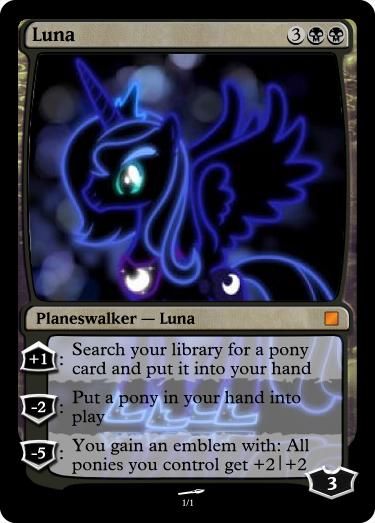 Luna 3
Planeswalker — Luna
+1: Search your library for a pony
card and put it into your hand
-2: Put a pony in your hand into
play
-5: You gain an emblem with: All
ponies you control get +2|+2
3
1/1